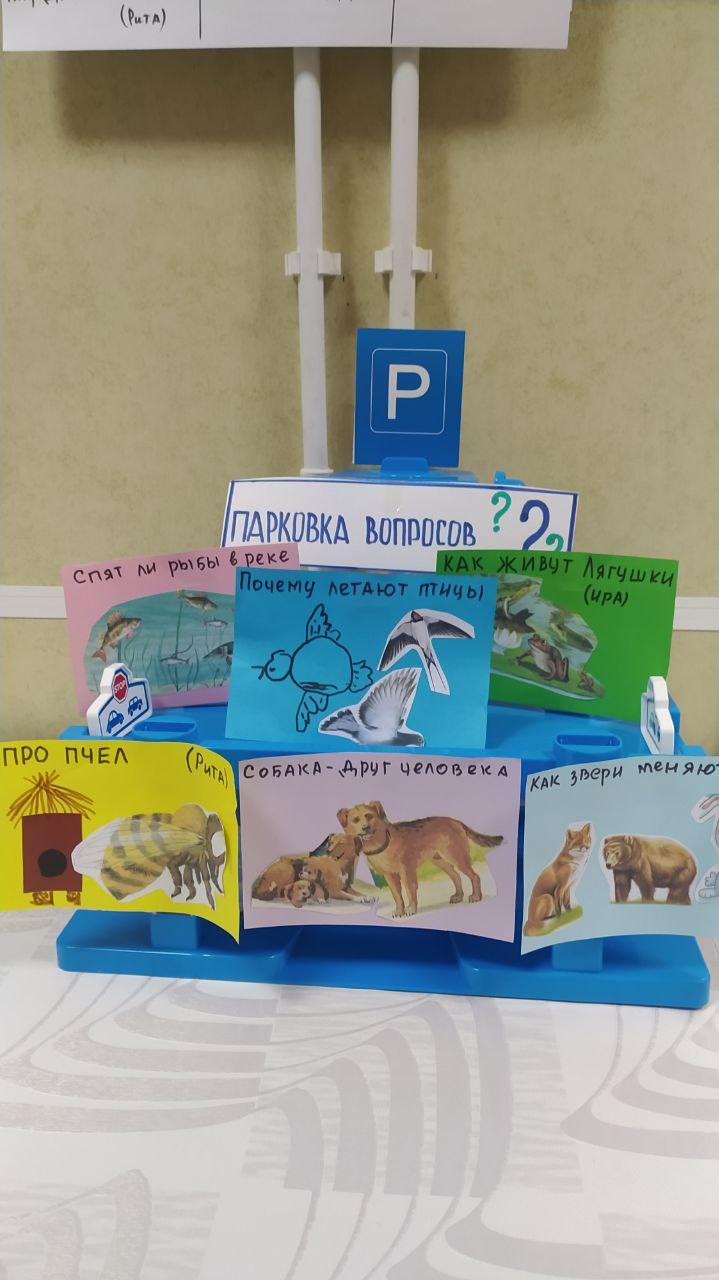 (Рита)
P
ПАРКОВКА ВОПРОСОВ ? ? ?
Спят ли рыбы в реке
Почему летают птицы
Как живут Лягушки
(Ира)
STOP
ПРО ПЧЕЛ (Рита)
СОБАКА - Друг человека
Как звери меняют